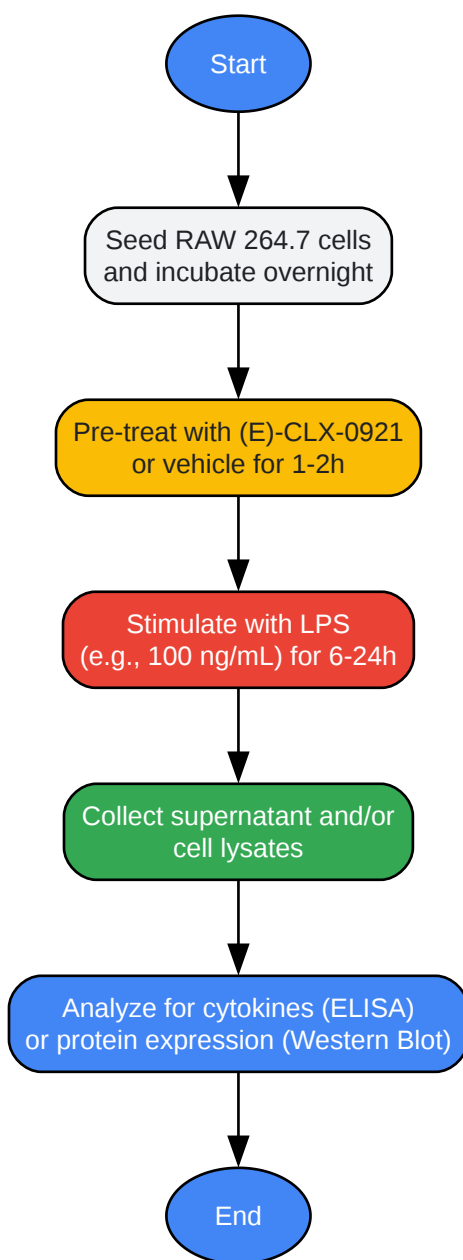 Start
Seed RAW 264.7 cells
and incubate overnight
Pre-treat with (E)-CLX-0921
or vehicle for 1-2h
Stimulate with LPS
(e.g., 100 ng/mL) for 6-24h
Collect supernatant and/or
cell lysates
Analyze for cytokines (ELISA)
or protein expression (Western Blot)
End